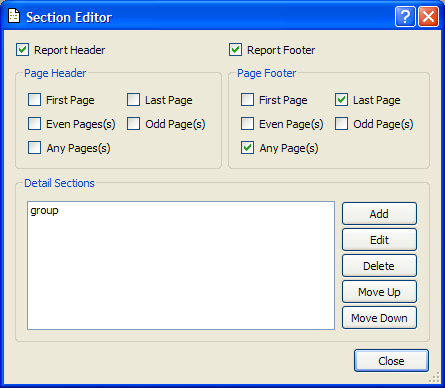 Section Editor
Report Header
Report Footer
Page Header
Page Footer
First Page
Last Page
First Page
Last Page
Even Pages(s)
Odd Page(s)
Even Page(s)
Odd Page(s)
Any Pages(s)
Any Page(s)
Detail Sections
group
Add
Edit
Delete
Move Up
Move Down
Close